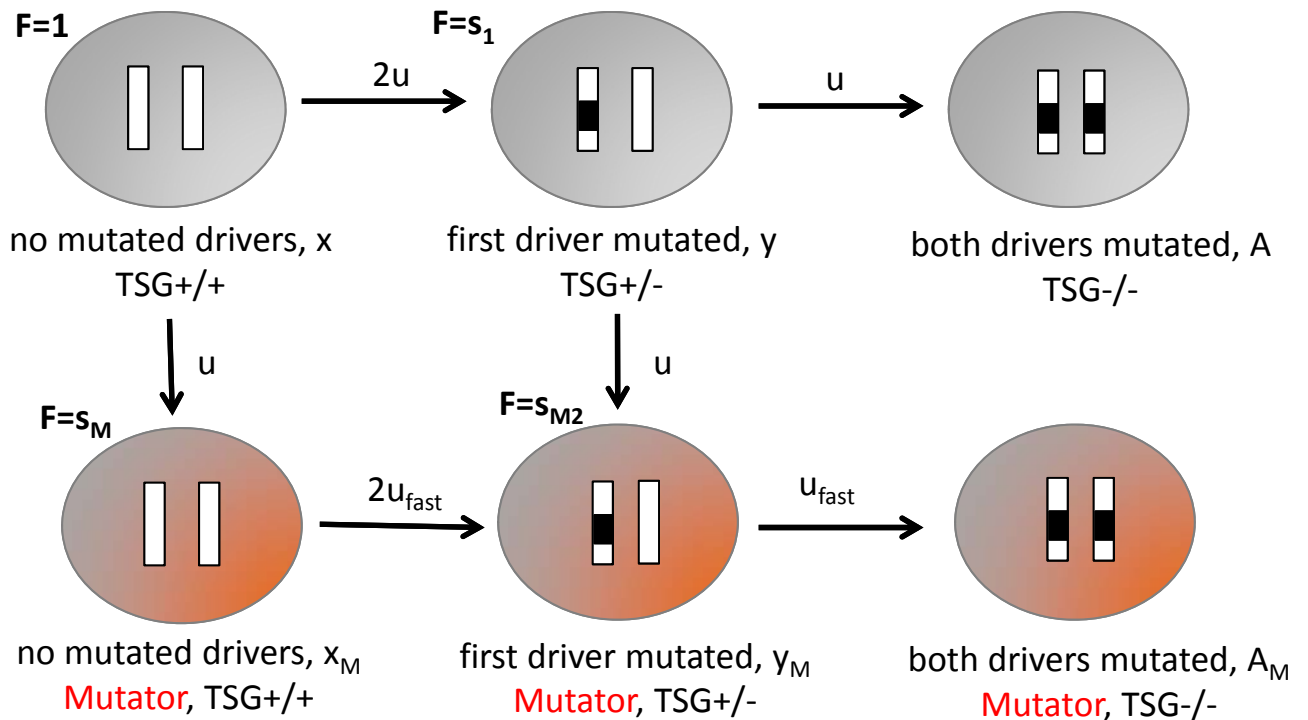 F=1
F=s1
2u
u
no mutated drivers, x
TSG+/+
first driver mutated, y
TSG+/-
both drivers mutated, A
TSG-/-
u
u
F=sM
F=sM2
2ufast
ufast
no mutated drivers, xM
Mutator, TSG+/+
first driver mutated, yM
Mutator, TSG+/-
both drivers mutated, AM
Mutator, TSG-/-